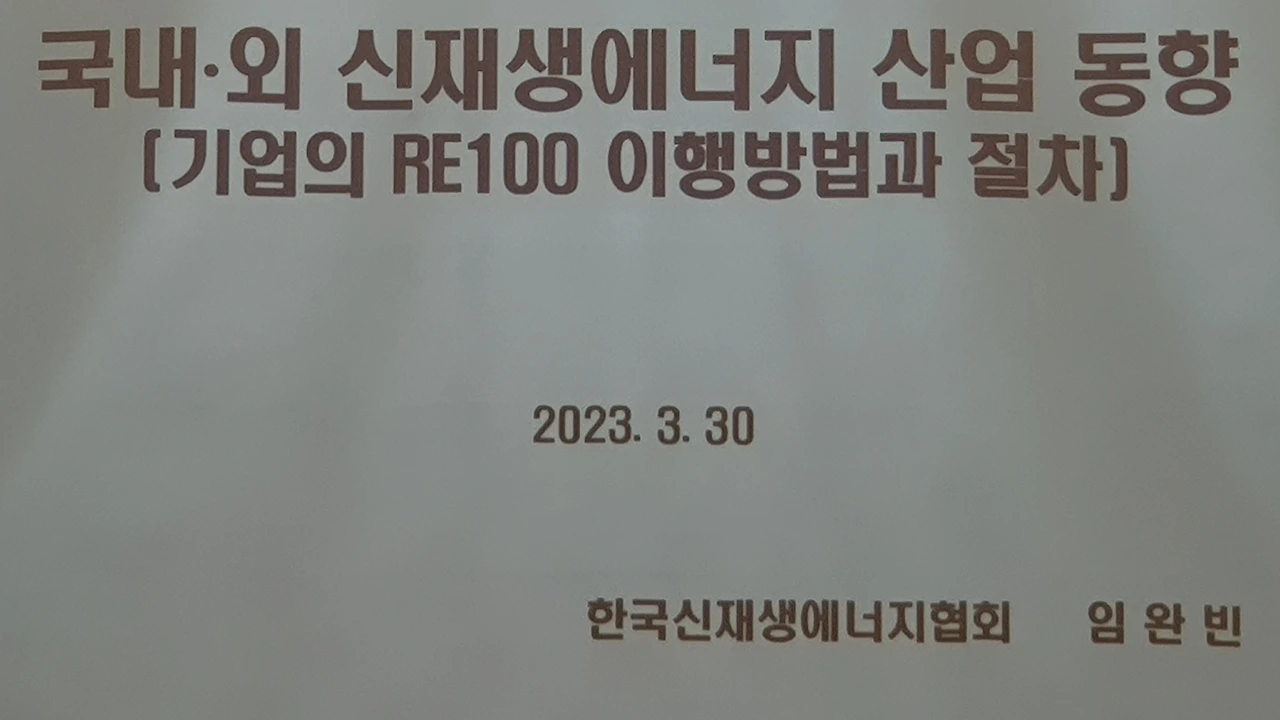 국내·외 신재생에너지 산업 동향
(기업의 RE100 이행방법과 절차)
2023. 3. 30
한국신재생에너지협회 임 완 빈